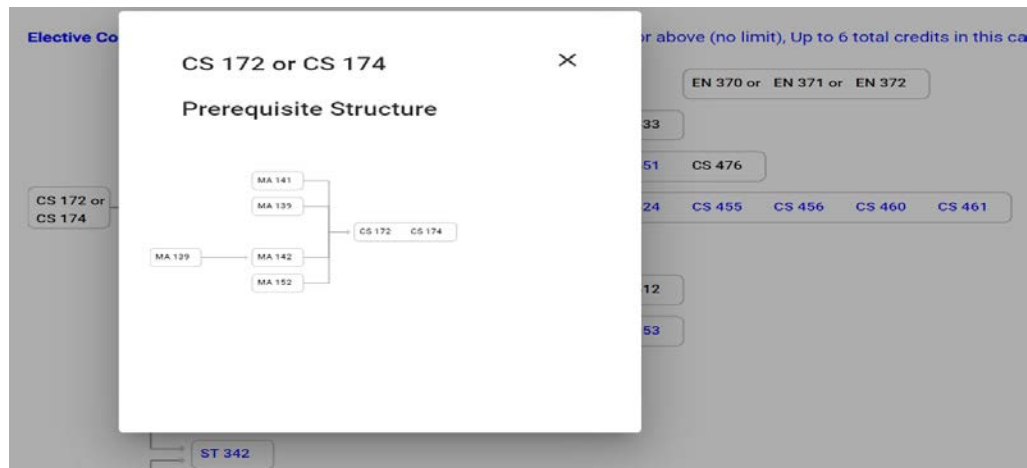 Elective Co
or above (no limit), Up to 6 total credits in this ca
CS 172 or CS 174
×
Prerequisite Structure
EN 370 or EN 371 or EN 372
33
51 CS 476
CS 172 or
CS 174
24 CS 455 CS 456 CS 460 CS 461
MA 141
MA 139
CS 172 CS 174
MA 139
MA 142
MA 152
12
53
ST 342